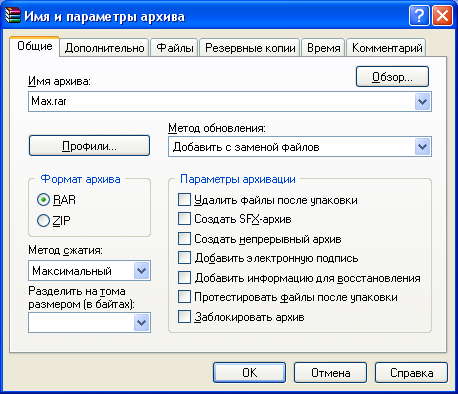 Имя и параметры архива
Общие Дополнительно Файлы Резервные копии Время Комментарий
Имя архива:
Обзор...
Max.rar
Профили...
Метод обновления:
Добавить с заменой файлов
Формат архива
RAR
ZIP
Метод сжатия:
Максимальный
Разделить на тома
размером (в байтах):
Параметры архивации
Удалить файлы после упаковки
Создать SFX-архив
Создать непрерывный архив
Добавить электронную подпись
Добавить информацию для восстановления
Протестировать файлы после упаковки
Заблокировать архив
OK Отмена Справка